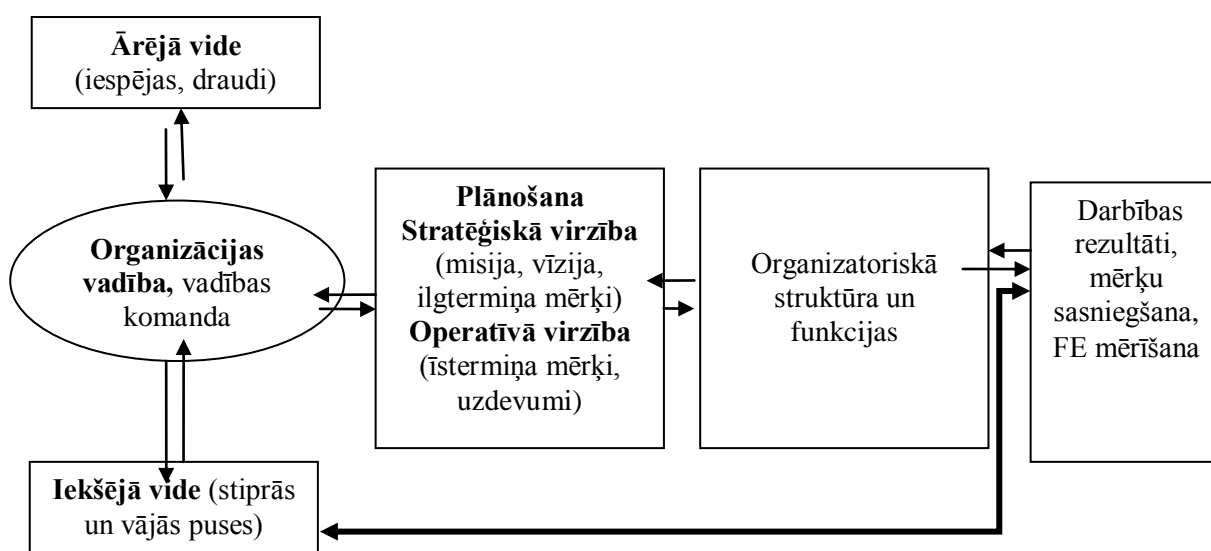 Ārējā vide
(iespējas, draudi)
Organizācijas
vadība, vadības
komanda
Iekšējā vide (stiprās
un vājās puses)
Plānošana
Stratēģiskā virzība
(misija, vīzija,
ilgtermiņa mērķi)
Operatīvā virzība
(īstermiņa mērķi,
uzdevumi)
Organizatoriskā
struktūra un
funkcijas
Darbības
rezultāti,
mērķu
sasniegšana,
FE mērīšana